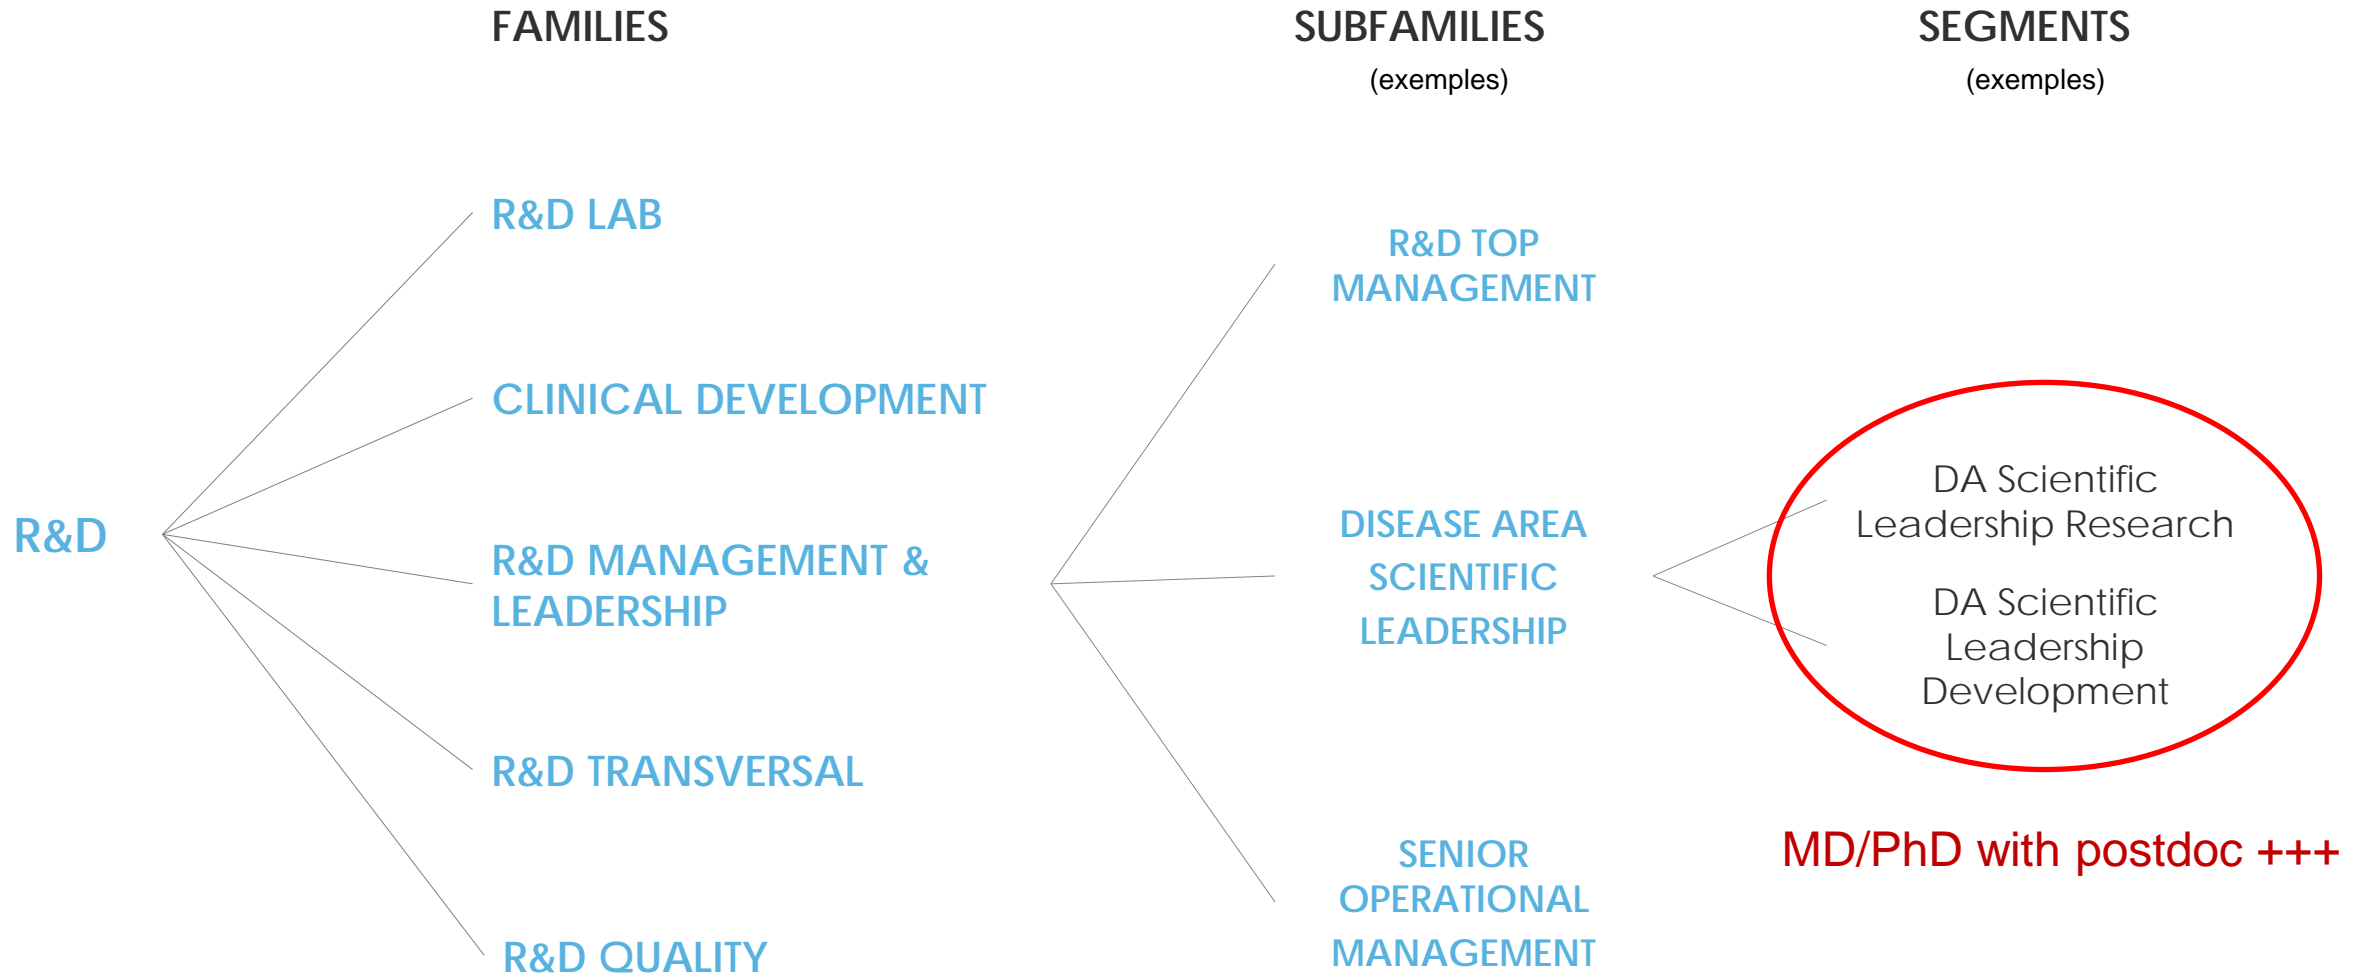 FAMILIES
SUBFAMILIES
(exemples)
SEGMENTS
(exemples)
R&D
R&D LAB
CLINICAL DEVELOPMENT
R&D MANAGEMENT &
LEADERSHIP
R&D TRANSVERSAL
R&D QUALITY
R&D TOP
MANAGEMENT
DISEASE AREA
SCIENTIFIC
LEADERSHIP
SENIOR
OPERATIONAL
MANAGEMENT
DA Scientific
Leadership Research
DA Scientific
Leadership
Development
MD/PhD with postdoc +++